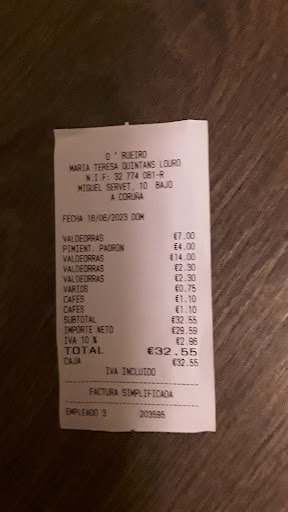 O ' RUEIRO
MARIA TERESA QUINTANS LOURO
N.I.F: 32 774 081-R
MIGUEL SERVET, 10 BAJO
A CORUÑA
FECHA 18/06/2023 DOM
VALDEORRAS €7.00
PIMIENT. PADRON €4.00
VALDEORRAS €14.00
VALDEORRAS €2.30
VALDEORRAS €2.30
VARIOS €0.75
CAFES €1.10
CAFES €1.10
SUBTOTAL €32.55
IMPORTE NETO €29.59
IVA 10 % €2.96
TOTAL €32.55
CAJA €32.55
IVA INCLUIDO
FACTURA SIMPLIFICADA
EMPLEADO 3 203595